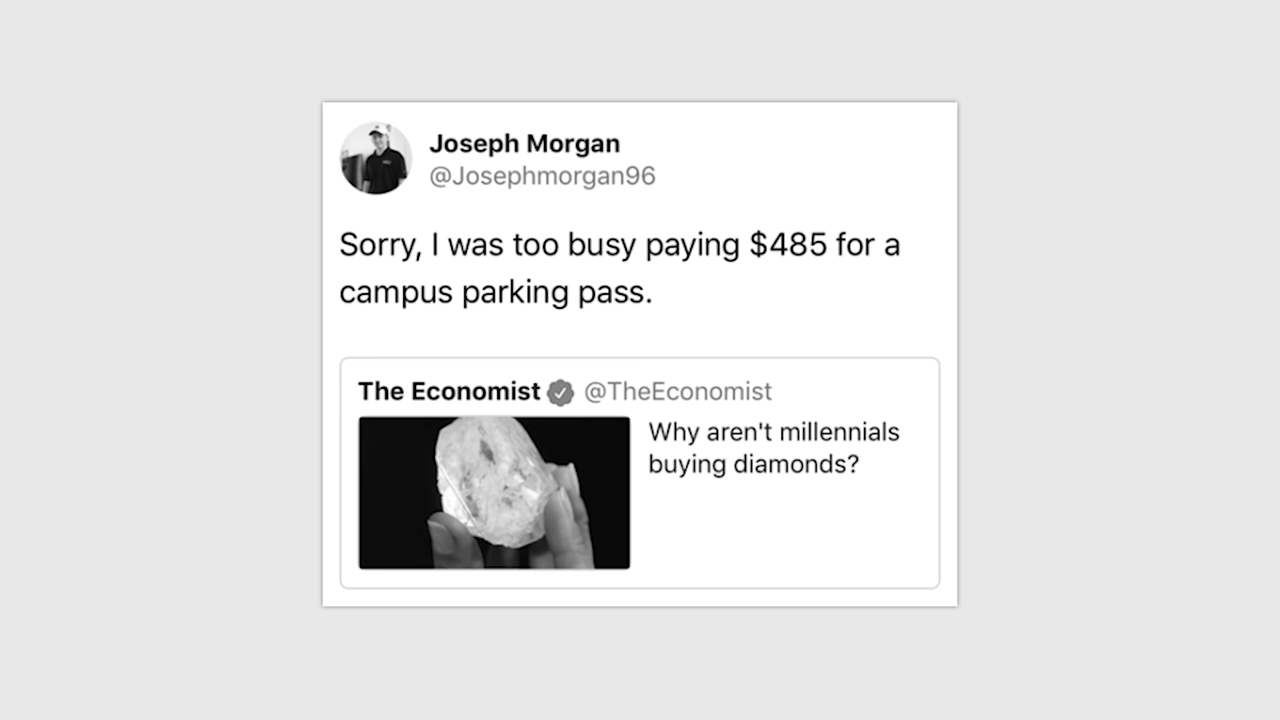 Joseph Morgan
@Josephmorgan96
Sorry, I was too busy paying $485 for a
campus parking pass.
The Economist @TheEconomist
Why aren't millennials
buying diamonds?